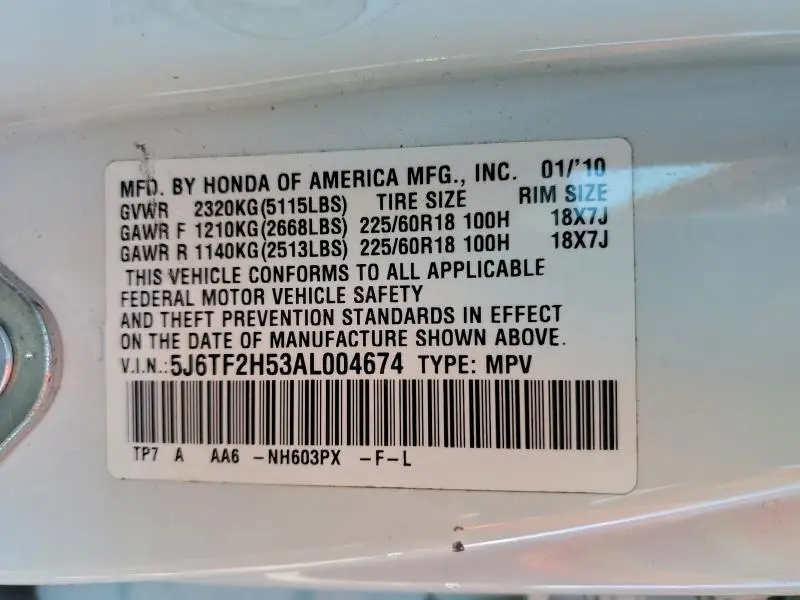 MFD. BY HONDA OF AMERICA MFG., INC. 01/'10
GVWR 2320KG(5115LBS) TIRE SIZE RIM SIZE
GAWR F 1210KG(2668LBS) 225/60R18 100H 18X7J
GAWR R 1140KG(2513LBS) 225/60R18 100H 18X7J
THIS VEHICLE CONFORMS TO ALL APPLICABLE
FEDERAL MOTOR VEHICLE SAFETY
AND THEFT PREVENTION STANDARDS IN EFFECT
ON THE DATE OF MANUFACTURE SHOWN ABOVE.
V.I.N.:5J6TF2H53AL004674 TYPE: MPV
TP7 A AA6 -NH603PX -F-L